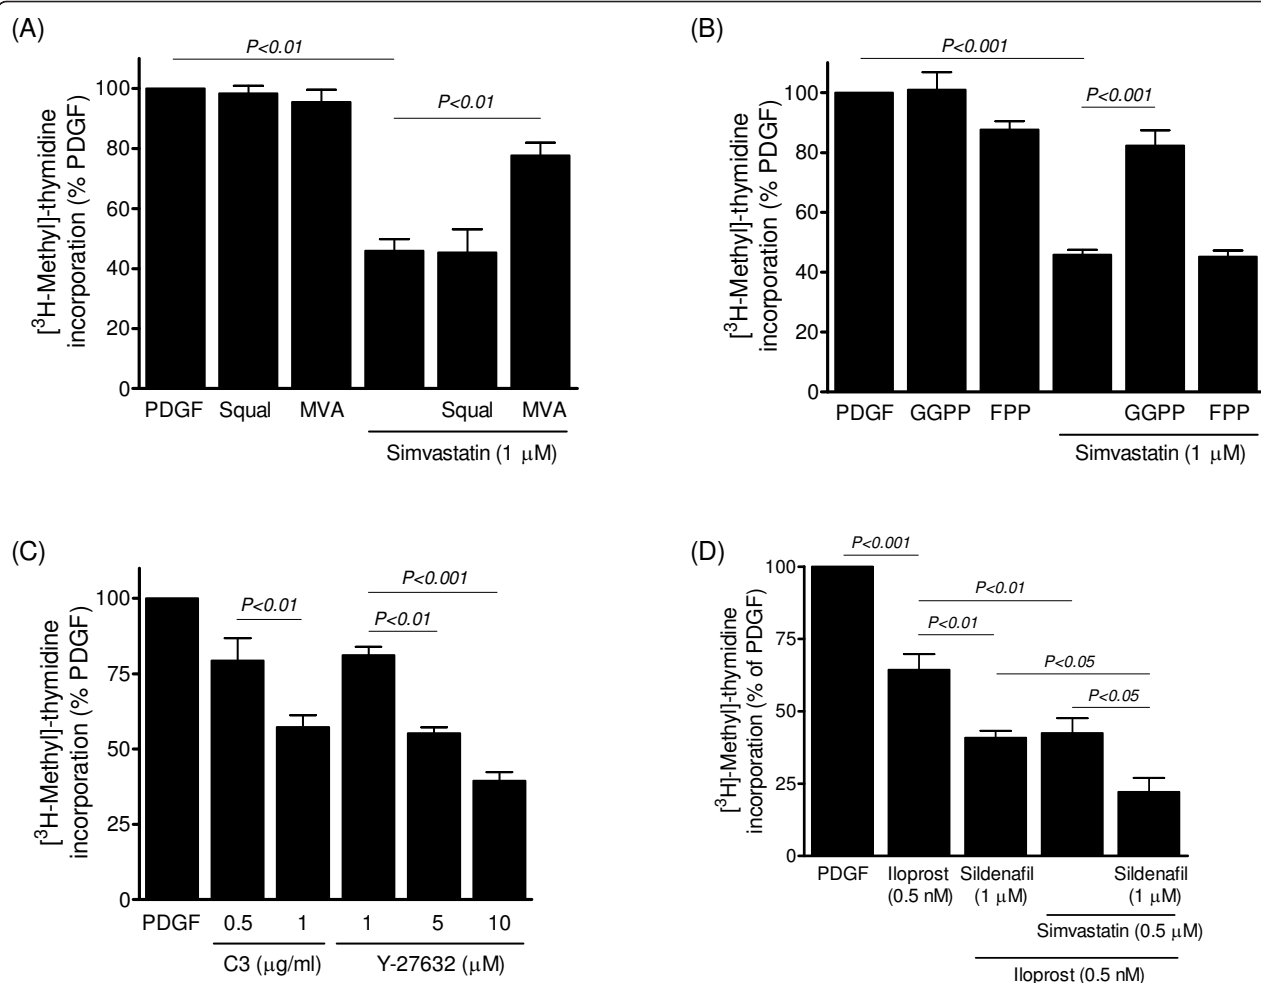 (A)
P<0.01
P<0.01
[³H-Methyl]-thymidine
incorporation (% PDGF)
100
80
60
40
20
0
PDGF Squal MVA Squal MVA
Simvastatin (1 μM)
(B)
P<0.001
P<0.001
[³H-Methyl]-thymidine
incorporation (% PDGF)
100
80
60
40
20
0
PDGF GGPP FPP GGPP FPP
Simvastatin (1 μM)
(C)
P<0.001
P<0.01
P<0.01
[³H-Methyl]-thymidine
incorporation (% PDGF)
100
75
50
25
0
PDGF 0.5 1 1 5 10
C3 (μg/ml) Y-27632 (μM)
(D)
P<0.001
P<0.01
P<0.01
P<0.05
P<0.05
[³H]-Methyl]-thymidine
incorporation (% of PDGF)
100
75
50
25
0
PDGF Iloprost Sildenafil Sildenafil
(0.5 nM) (1 μM) (1 μM)
Simvastatin (0.5 μM)
Iloprost (0.5 nM)